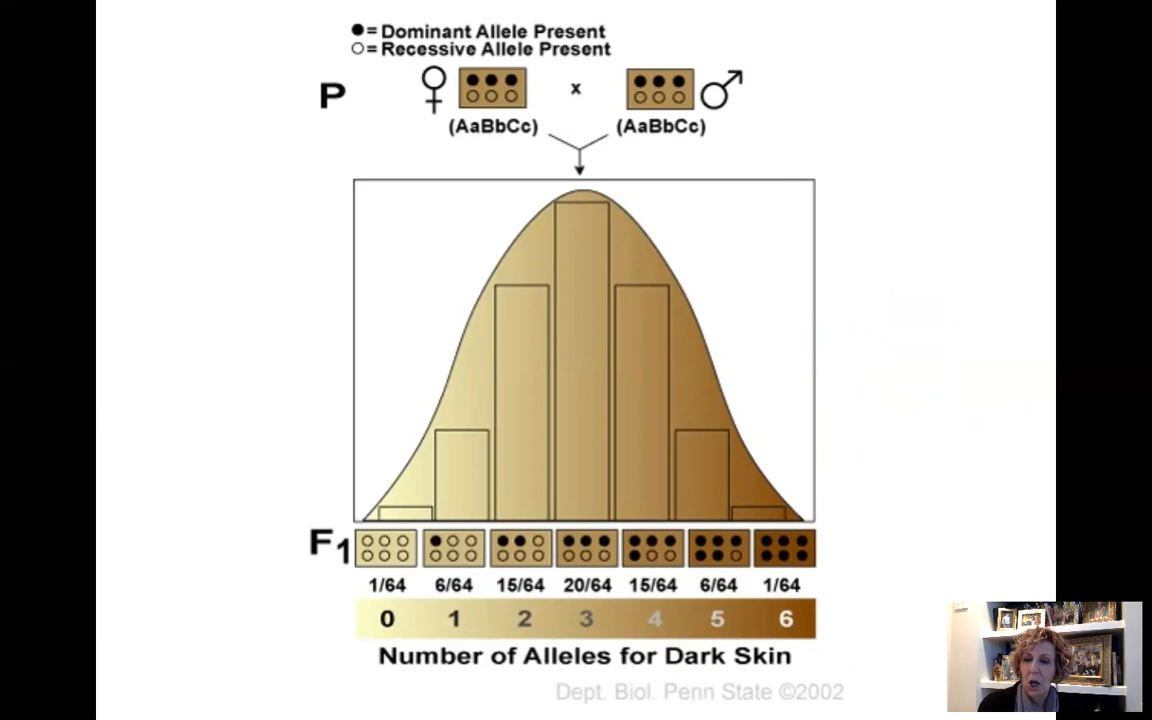 = Dominant Allele Present
= Recessive Allele Present
P
x
(AaBbCc) (AaBbCc)
F1
1/64 6/64 15/64 20/64 15/64 6/64 1/64
0 1 2 3 4 5 6
Number of Alleles for Dark Skin
Dept. Biol. Penn State ©2002